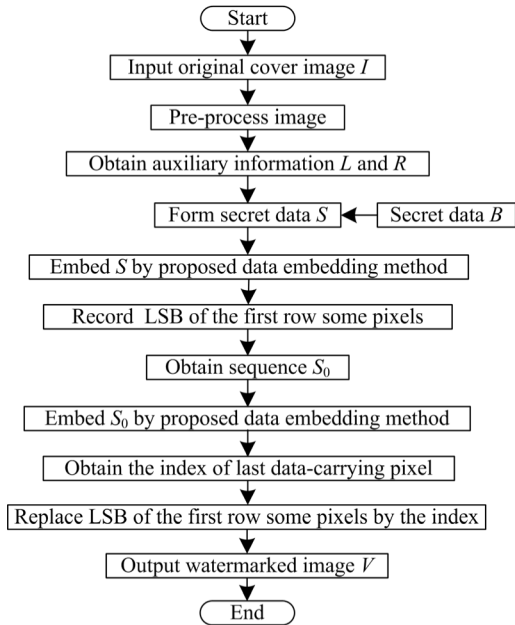 Start
Input original cover image I
Pre-process image
Obtain auxiliary information L and R
Form secret data S
Secret data B
Embed S by proposed data embedding method
Record LSB of the first row some pixels
Obtain sequence S₀
Embed S₀ by proposed data embedding method
Obtain the index of last data-carrying pixel
Replace LSB of the first row some pixels by the index
Output watermarked image V
End